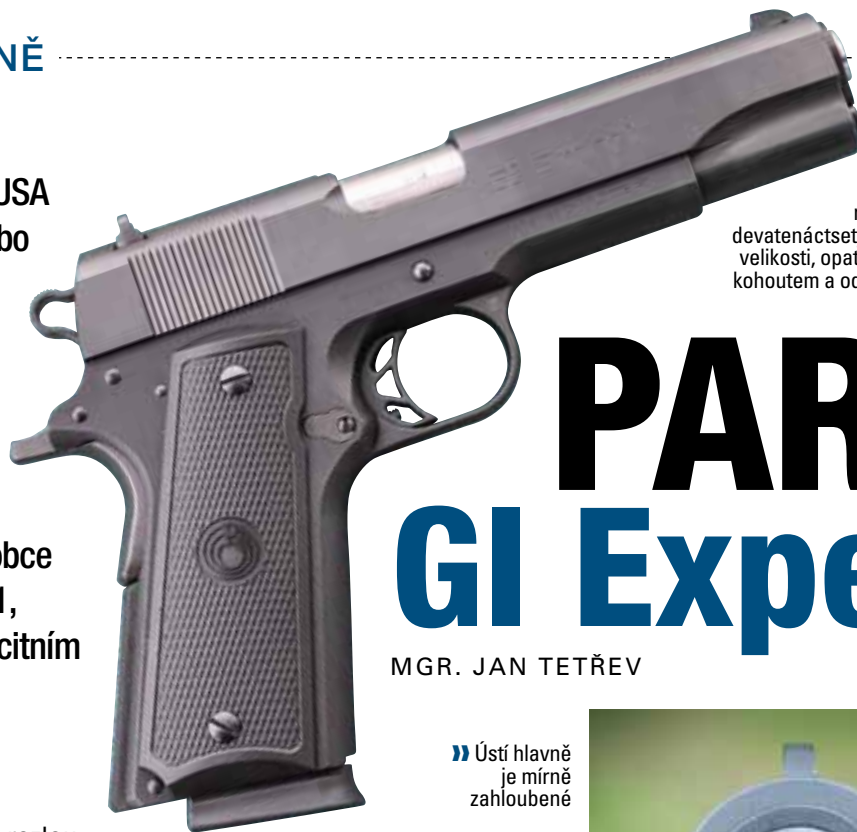 NĚ
USA
bo
devatenáctset
velikosti, opat
kohoutem a oc
PAR
GI Expe
MGR. JAN TETŘEV
obce
citním
» Ústí hlavně
je mírně
zahloubené